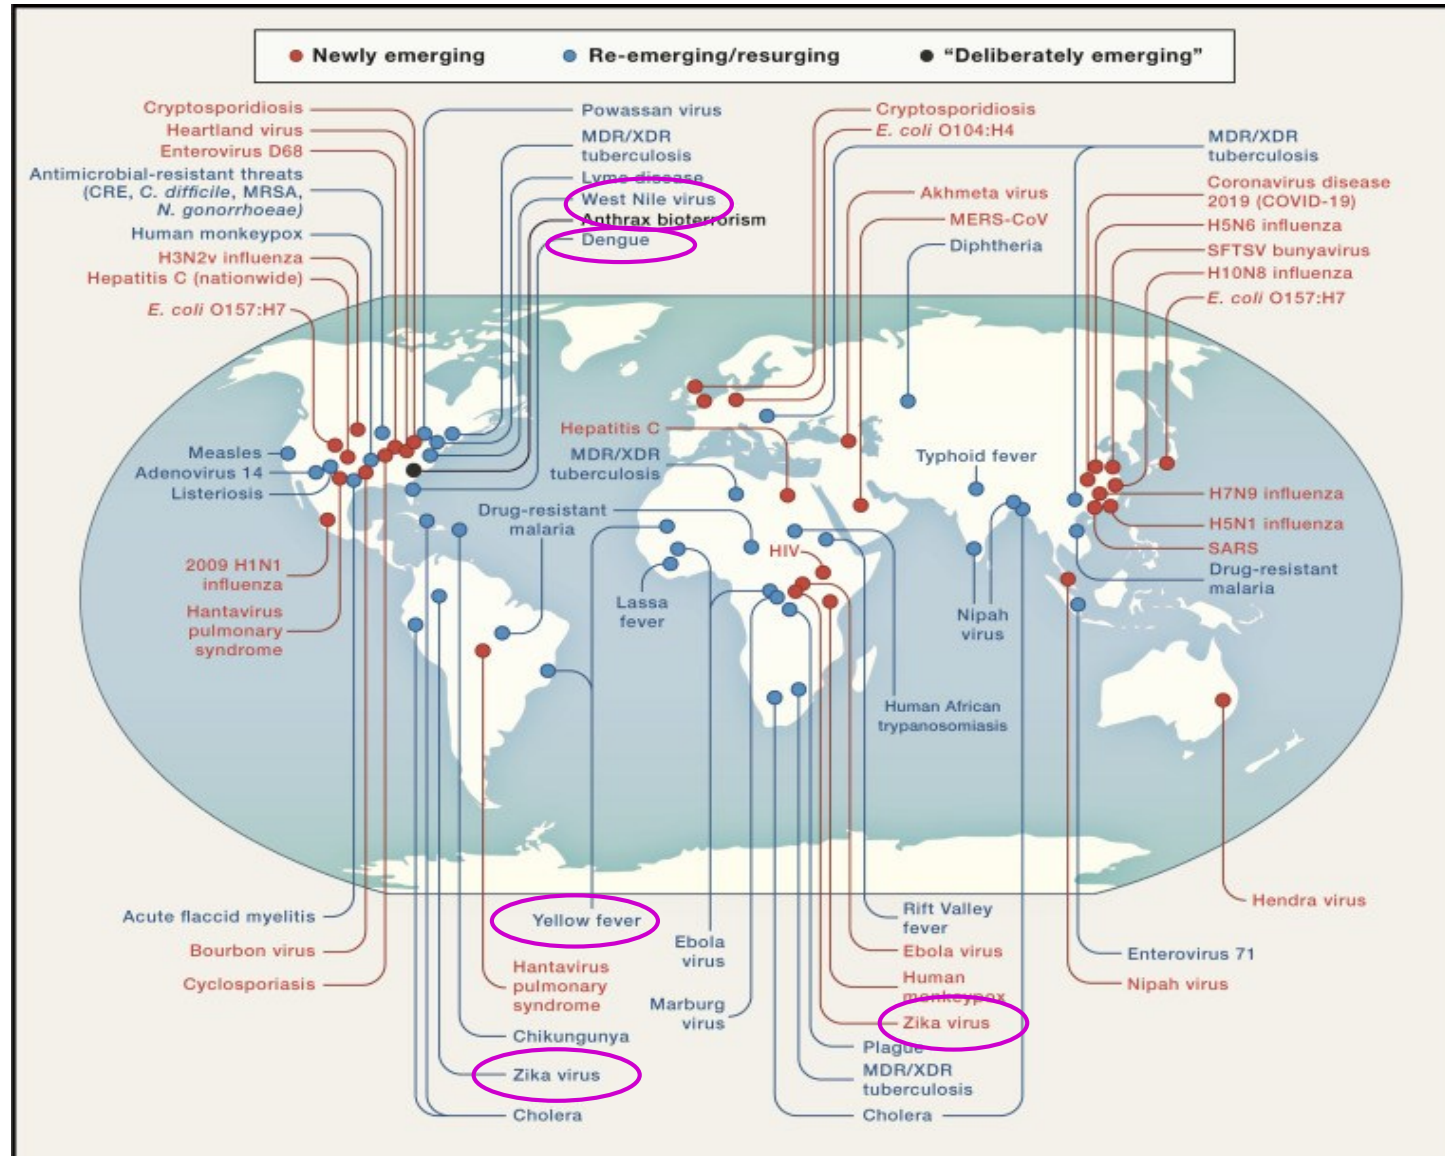 Newly emerging
Re-emerging/resurging
"Deliberately emerging"
Cryptosporidiosis
Heartland virus
Enterovirus D68
Antimicrobial-resistant threats
(CRE, C. difficile, MRSA,
N. gonorrhoeae)
Human monkeypox
H3N2v influenza
Hepatitis C (nationwide)
E. coli O157:H7
Powassan virus
MDR/XDR
tuberculosis
Lyme disease
West Nile virus
Anthrax bioterrorism
Dengue
Cryptosporidiosis
E. coli O104:H4
Akhmeta virus
MERS-CoV
Diphtheria
MDR/XDR
tuberculosis
Coronavirus disease
2019 (COVID-19)
H5N6 influenza
SFTSV bunyavirus
H10N8 influenza
E. coli O157:H7
Measles
Adenovirus 14
Listeriosis
2009 H1N1
influenza
Hantavirus
pulmonary
syndrome
Drug-resistant
malaria
Hepatitis C
MDR/XDR
tuberculosis
HIV
Lassa
fever
Typhoid fever
Nipah
virus
Human African
trypanosomiasis
H7N9 influenza
H5N1 influenza
SARS
Drug-resistant
malaria
Acute flaccid myelitis
Bourbon virus
Cyclosporiasis
Yellow fever
Hantavirus
pulmonary
syndrome
Chikungunya
Zika virus
Cholera
Ebola
virus
Marburg
virus
Rift Valley
fever
Ebola virus
Human
monkeypox
Zika virus
Plague
MDR/XDR
tuberculosis
Cholera
Hendra virus
Enterovirus 71
Nipah virus